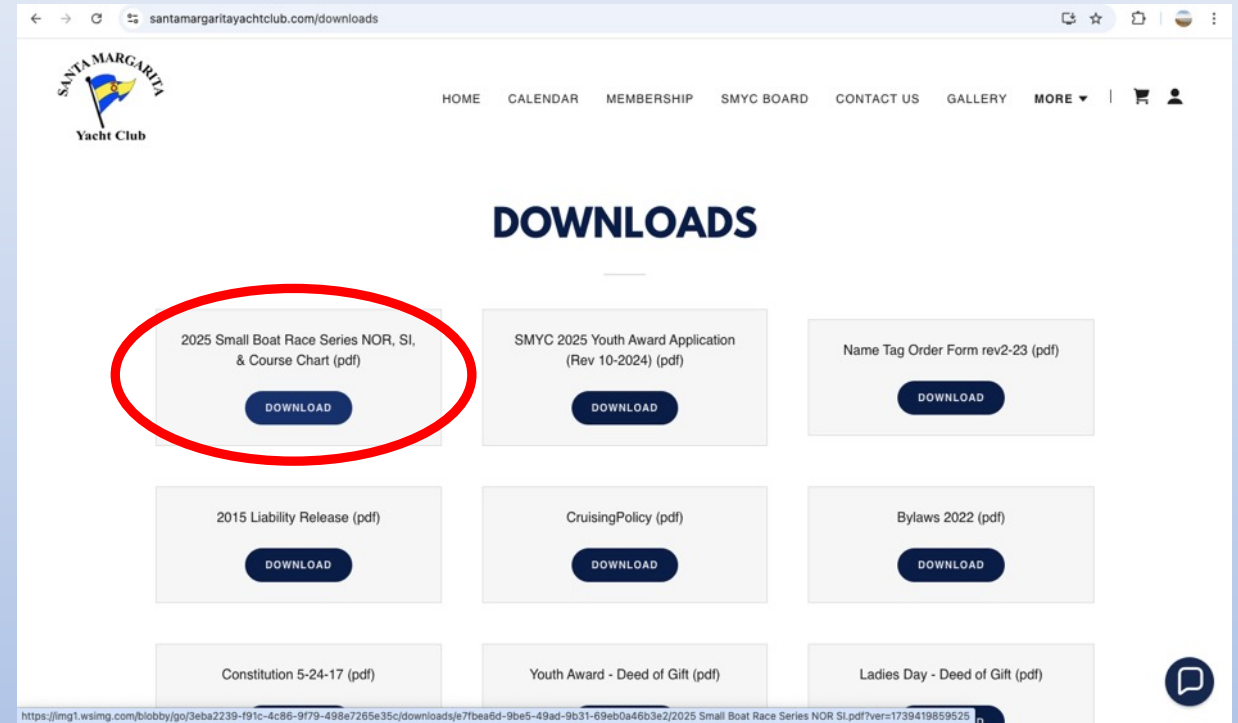 santamargaritayachtclub.com/downloads
SANTA MARGARITA
Yacht Club
HOME CALENDAR MEMBERSHIP SMYC BOARD CONTACT US GALLERY MORE
DOWNLOADS
2025 Small Boat Race Series NOR, SI,
& Course Chart (pdf)
DOWNLOAD
SMYC 2025 Youth Award Application
(Rev 10-2024) (pdf)
DOWNLOAD
Name Tag Order Form rev2-23 (pdf)
DOWNLOAD
2015 Liability Release (pdf)
DOWNLOAD
CruisingPolicy (pdf)
DOWNLOAD
Bylaws 2022 (pdf)
DOWNLOAD
Constitution 5-24-17 (pdf)
Youth Award - Deed of Gift (pdf)
Ladies Day - Deed of Gift (pdf)
https://img1.wsimg.com/blobby/go/3eba2239-f91c-4c86-9f79-498e7265e35c/downloads/e7fbea6d-9be5-49ad-9b31-69eb0a46b3e2/2025 Small Boat Race Series NOR SI.pdf?ver=1739419859525